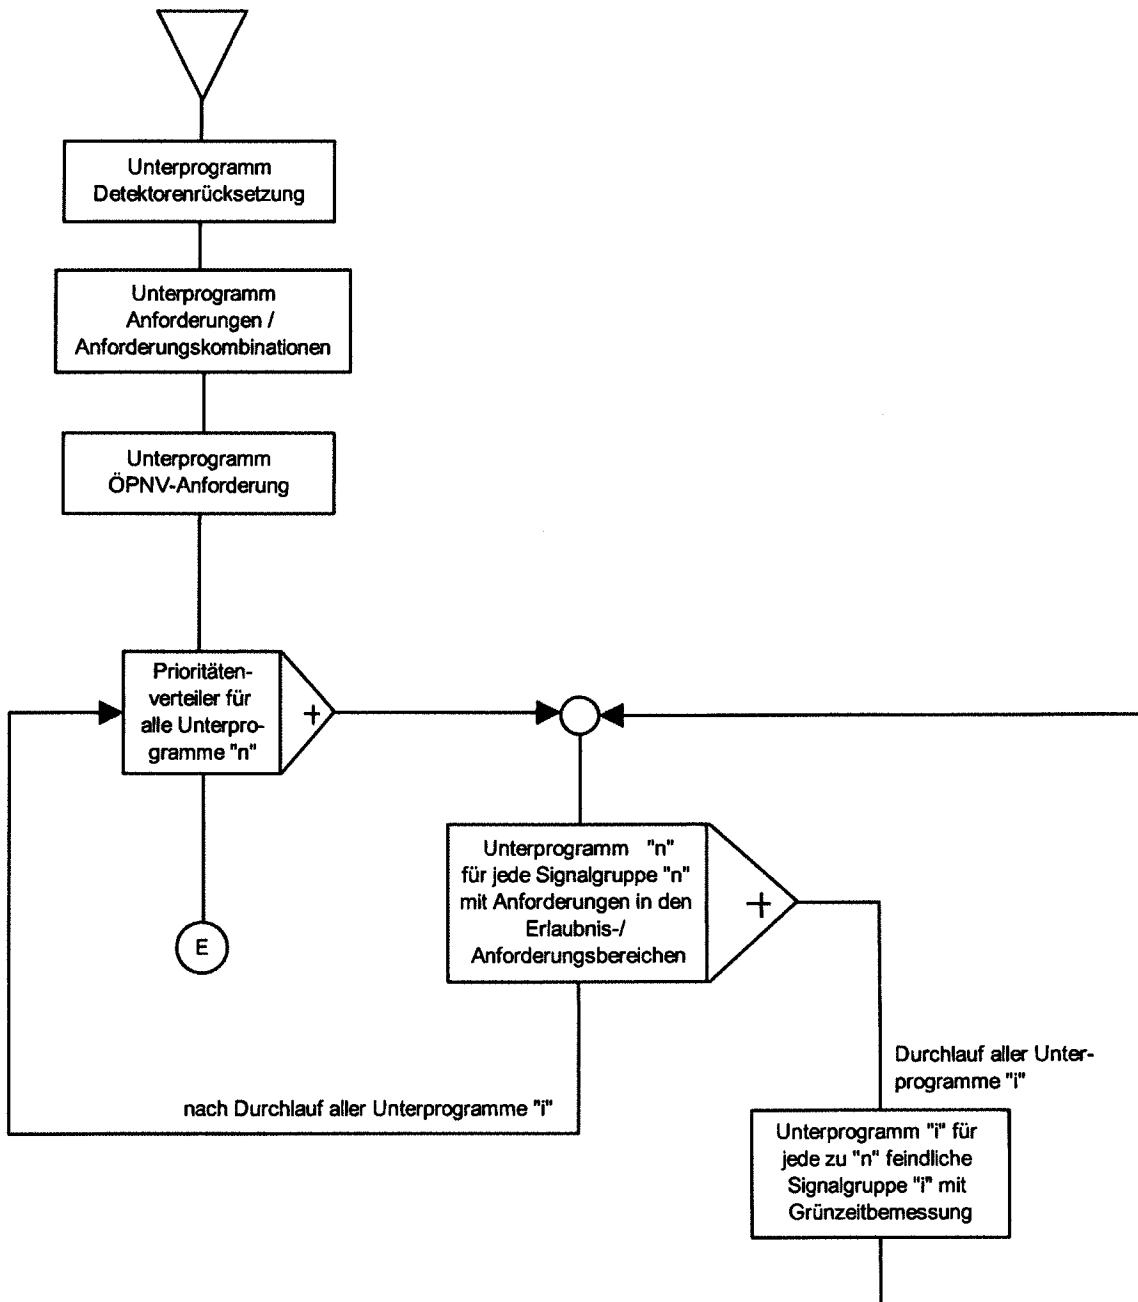 Unterprogramm
Detektorenrücksetzung
Unterprogramm
Anforderungen /
Anforderungskombinationen
Unterprogramm
ÖPNV-Anforderung
Prioritäten-
verteiler für
alle Unterpro-
gramme "n"
+
E
Unterprogramm "n"
für jede Signalgruppe "n"
mit Anforderungen in den
Erlaubnis-/
Anforderungsbereichen
+
nach Durchlauf aller Unterprogramme "i"
Durchlauf aller Unter-
programme "i"
Unterprogramm "i" für
jede zu "n" feindliche
Signalgruppe "i" mit
Grünzeitbemessung